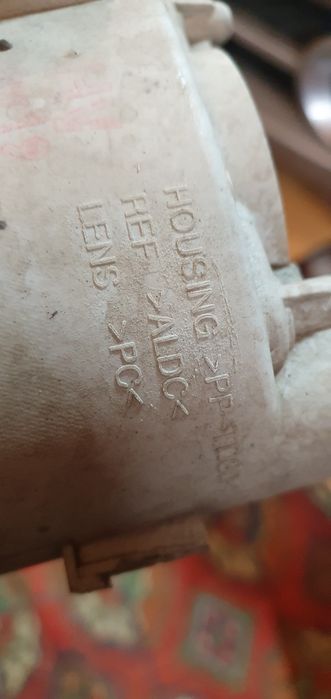 HOUSING >PP-TD30<
REF >ALDC<
LENS >PC<